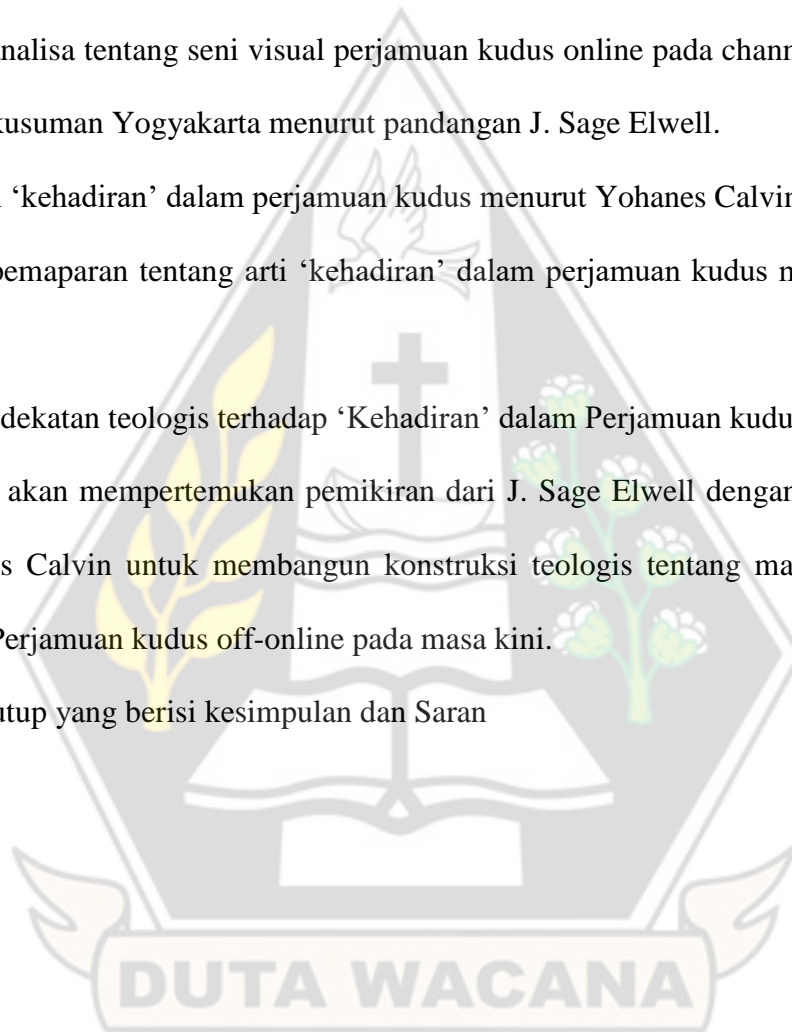 nalisa tentang seni visual perjamuan kudus online pada chann
kusuman Yogyakarta menurut pandangan J. Sage Elwell.
‘kehadiran’ dalam perjamuan kudus menurut Yohanes Calvin
pemaparan tentang arti ‘kehadiran’ dalam perjamuan kudus m
dekatan teologis terhadap ‘Kehadiran’ dalam Perjamuan kudu
akan mempertemukan pemikiran dari J. Sage Elwell dengan
s Calvin untuk membangun konstruksi teologis tentang ma
Perjamuan kudus off-online pada masa kini.
utup yang berisi kesimpulan dan Saran
DUTA WACANA